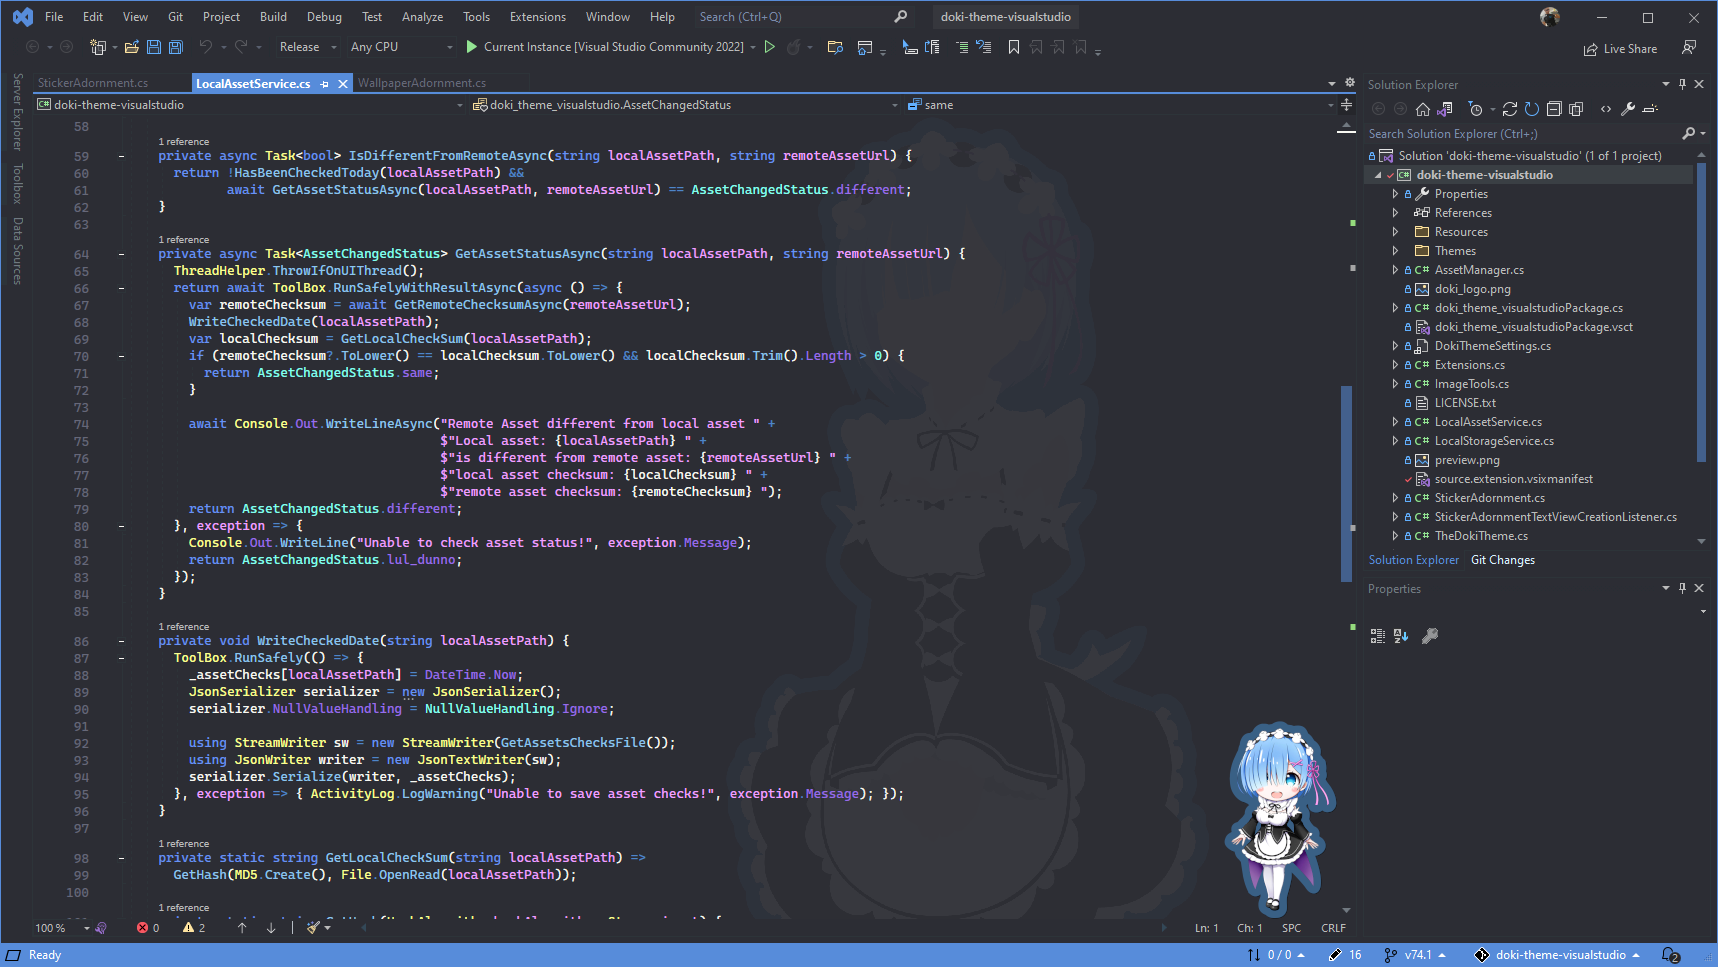 File Edit View Git Project Build Debug Test Analyze Tools Extensions Window Help Search (Ctrl+Q) doki-theme-visualstudio
Release Any CPU Current Instance [Visual Studio Community 2022] Live Share
Server Explorer
Toolbox
Data Sources
StickerAdornment.cs LocalAssetService.cs WallpaperAdornment.cs
doki-theme-visualstudio doki_theme_visualstudio.AssetChangedStatus same
58
1 reference
59 private async Task<bool> IsDifferentFromRemoteAsync(string localAssetPath, string remoteAssetUrl) {
60 return !HasBeenCheckedToday(localAssetPath) &&
61 await GetAssetStatusAsync(localAssetPath, remoteAssetUrl) == AssetChangedStatus.different;
62 }
63
1 reference
64 private async Task<AssetChangedStatus> GetAssetStatusAsync(string localAssetPath, string remoteAssetUrl) {
65 ThreadHelper.ThrowIfOnUIThread();
66 return await ToolBox.RunSafelyWithResultAsync(async () => {
67 var remoteChecksum = await GetRemoteChecksumAsync(remoteAssetUrl);
68 WriteCheckedDate(localAssetPath);
69 var localChecksum = GetLocalCheckSum(localAssetPath);
70 if (remoteChecksum?.ToLower() == localChecksum.ToLower() && localChecksum.Trim().Length > 0) {
71 return AssetChangedStatus.same;
72 }
73
74 await Console.Out.WriteLineAsync("Remote Asset different from local asset " +
75 $"Local asset: {localAssetPath} " +
76 $"is different from remote asset: {remoteAssetUrl} " +
77 $"local asset checksum: {localChecksum} " +
78 $"remote asset checksum: {remoteChecksum} ");
79 return AssetChangedStatus.different;
80 }, exception => {
81 Console.Out.WriteLine("Unable to check asset status!", exception.Message);
82 return AssetChangedStatus.lul_dunno;
83 });
84 }
85
1 reference
86 private void WriteCheckedDate(string localAssetPath) {
87 ToolBox.RunSafely(() => {
88 _assetChecks[localAssetPath] = DateTime.Now;
89 JsonSerializer serializer = new JsonSerializer();
90 serializer.NullValueHandling = NullValueHandling.Ignore;
91
92 using StreamWriter sw = new StreamWriter(GetAssetsChecksFile());
93 using JsonWriter writer = new JsonTextWriter(sw);
94 serializer.Serialize(writer, _assetChecks);
95 }, exception => { ActivityLog.LogWarning("Unable to save asset checks!", exception.Message); });
96 }
97
1 reference
98 private static string GetLocalCheckSum(string localAssetPath) =>
99 GetHash(MD5.Create(), File.OpenRead(localAssetPath));
100
1 reference
100 % 0 2 Ln: 1 Ch: 1 SPC CRLF
Solution Explorer
Search Solution Explorer (Ctrl+;)
Solution 'doki-theme-visualstudio' (1 of 1 project)
doki-theme-visualstudio
Properties
References
Resources
Themes
C# AssetManager.cs
doki_logo.png
C# doki_theme_visualstudioPackage.cs
doki_theme_visualstudioPackage.vsct
DokiThemeSettings.cs
C# Extensions.cs
C# ImageTools.cs
LICENSE.txt
C# LocalAssetService.cs
C# LocalStorageService.cs
preview.png
source.extension.vsixmanifest
C# StickerAdornment.cs
C# StickerAdornmentTextViewCreationListener.cs
C# TheDokiTheme.cs
Solution Explorer Git Changes
Properties
Ready 0 / 0 16 v74.1 doki-theme-visualstudio 2